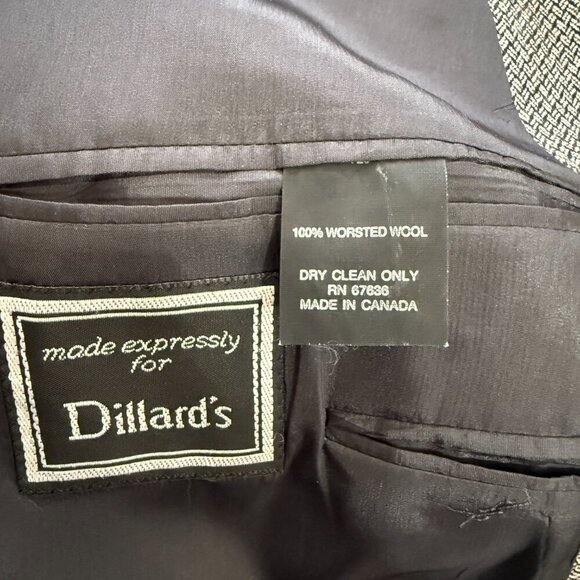 100% WORSTED WOOL
DRY CLEAN ONLY
RN 67636
MADE IN CANADA
made expressly
for
Dillard's